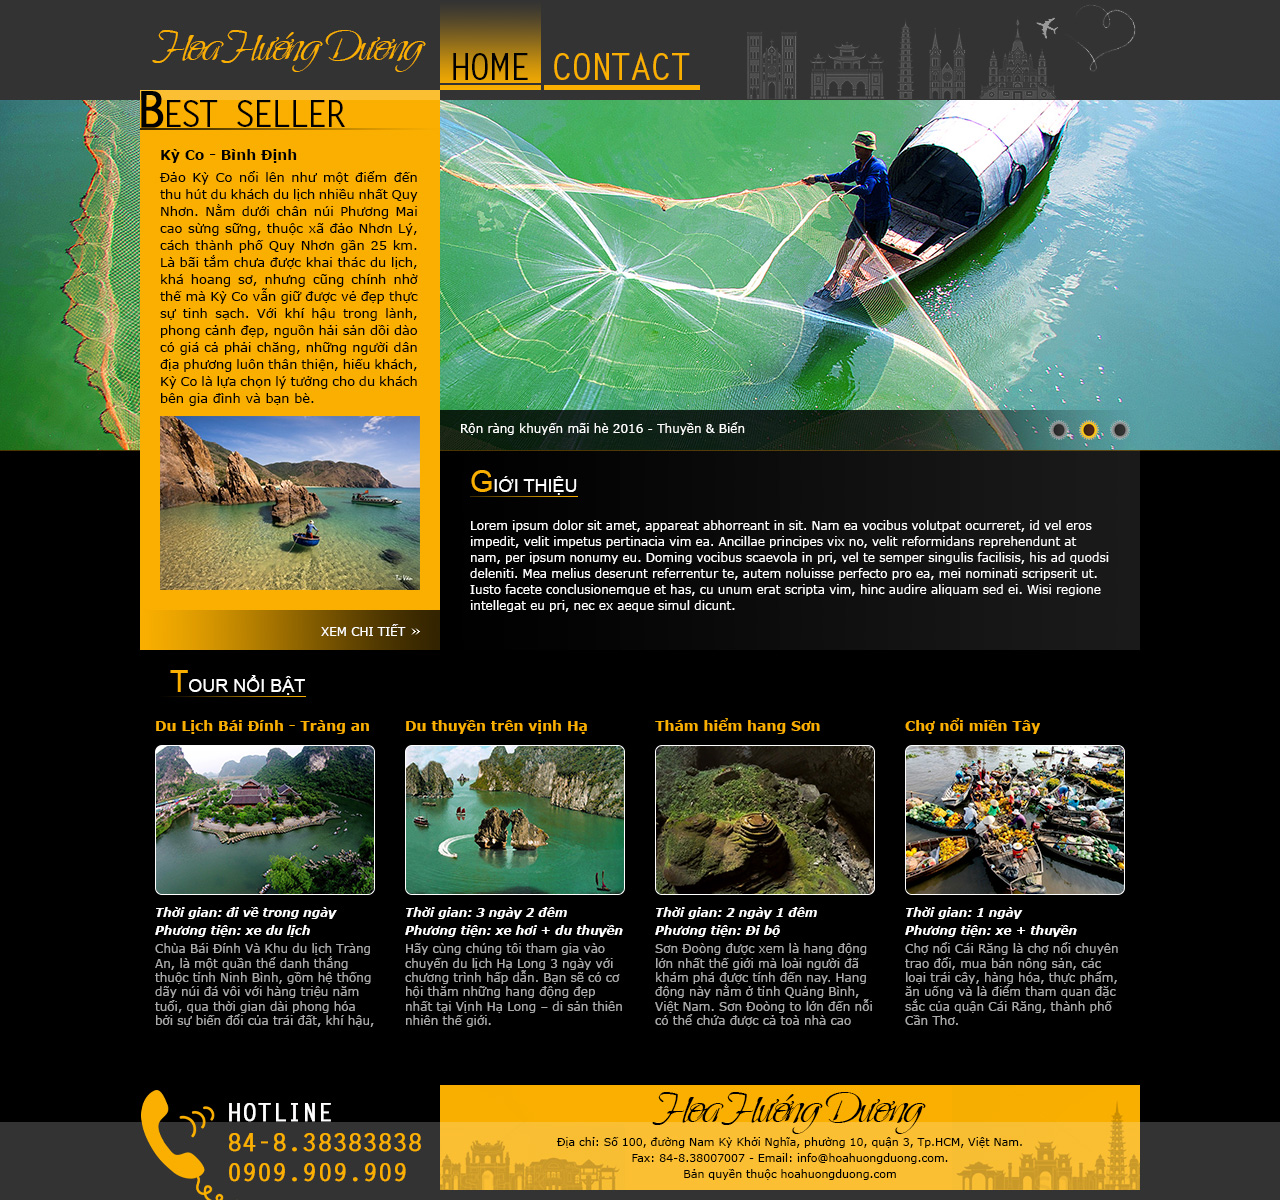 Hoa Hướng Dương
HOME
CONTACT
BEST SELLER
Kỳ Co - Bình Định
Đảo Kỳ Co nổi lên như một điểm đến
thu hút du khách du lịch nhiều nhất Quy
Nhơn. Nằm dưới chân núi Phương Mai
cao sừng sững, thuộc xã đảo Nhơn Lý,
cách thành phố Quy Nhơn gần 25 km.
Là bãi tắm chưa được khai thác du lịch,
khá hoang sơ, nhưng cũng chính nhờ
thế mà Kỳ Co vẫn giữ được vẻ đẹp thực
sự tinh sạch. Với khí hậu trong lành,
phong cảnh đẹp, nguồn hải sản dồi dào
có giá cả phải chăng, những người dân
địa phương luôn thân thiện, hiếu khách,
Kỳ Co là lựa chọn lý tưởng cho du khách
bên gia đình và bạn bè.
XEM CHI TIẾT »
Rộn ràng khuyến mãi hè 2016 - Thuyền & Biển
GIỚI THIỆU
Lorem ipsum dolor sit amet, appareat abhorreant in sit. Nam ea vocibus volutpat ocurreret, id vel eros
impedit, velit impetus pertinacia vim ea. Ancillae principes vix no, velit reformidans reprehendunt at
nam, per ipsum nonumy eu. Doming vocibus scaevola in pri, vel te semper singulis facilisis, his ad quodsi
deleniti. Mea melius deserunt referrentur te, autem noluisse perfecto pro ea, mei nominati scripserit ut.
Iusto facete conclusionemque et has, cu unum erat scripta vim, hinc audire aliquam sed ei. Wisi regione
intellegat eu pri, nec ex aeque simul dicunt.
TOUR NỔI BẬT
Du Lịch Bái Đính - Tràng an
Thời gian: đi về trong ngày
Phương tiện: xe du lịch
Chùa Bái Đính Và Khu du lịch Tràng
An, là một quần thể danh thắng
thuộc tỉnh Ninh Bình, gồm hệ thống
dãy núi đá vôi với hàng triệu năm
tuổi, qua thời gian dài phong hóa
bởi sự biến đổi của trái đất, khí hậu,
Du thuyền trên vịnh Hạ
Thời gian: 3 ngày 2 đêm
Phương tiện: xe hơi + du thuyền
Hãy cùng chúng tôi tham gia vào
chuyến du lịch Hạ Long 3 ngày với
chương trình hấp dẫn. Bạn sẽ có cơ
hội thăm những hang động đẹp
nhất tại Vịnh Hạ Long – di sản thiên
nhiên thế giới.
Thám hiểm hang Sơn
Thời gian: 2 ngày 1 đêm
Phương tiện: Đi bộ
Sơn Đoòng được xem là hang động
lớn nhất thế giới mà loài người đã
khám phá được tính đến nay. Hang
động này nằm ở tỉnh Quảng Bình,
Việt Nam. Sơn Đoòng to lớn đến nỗi
có thể chứa được cả toà nhà cao
Chợ nổi miền Tây
Thời gian: 1 ngày
Phương tiện: xe + thuyền
Chợ nổi Cái Răng là chợ nổi chuyên
trao đổi, mua bán nông sản, các
loại trái cây, hàng hóa, thực phẩm,
ăn uống và là điểm tham quan đặc
sắc của quận Cái Răng, thành phố
Cần Thơ.
HOTLINE
84-8.38383838
0909.909.909
Hoa Hướng Dương
Địa chỉ: Số 100, đường Nam Kỳ Khởi Nghĩa, phường 10, quận 3, Tp.HCM, Việt Nam.
Fax: 84-8.38007007 - Email: info@hoahuongduong.com.
Bản quyền thuộc hoahuongduong.com